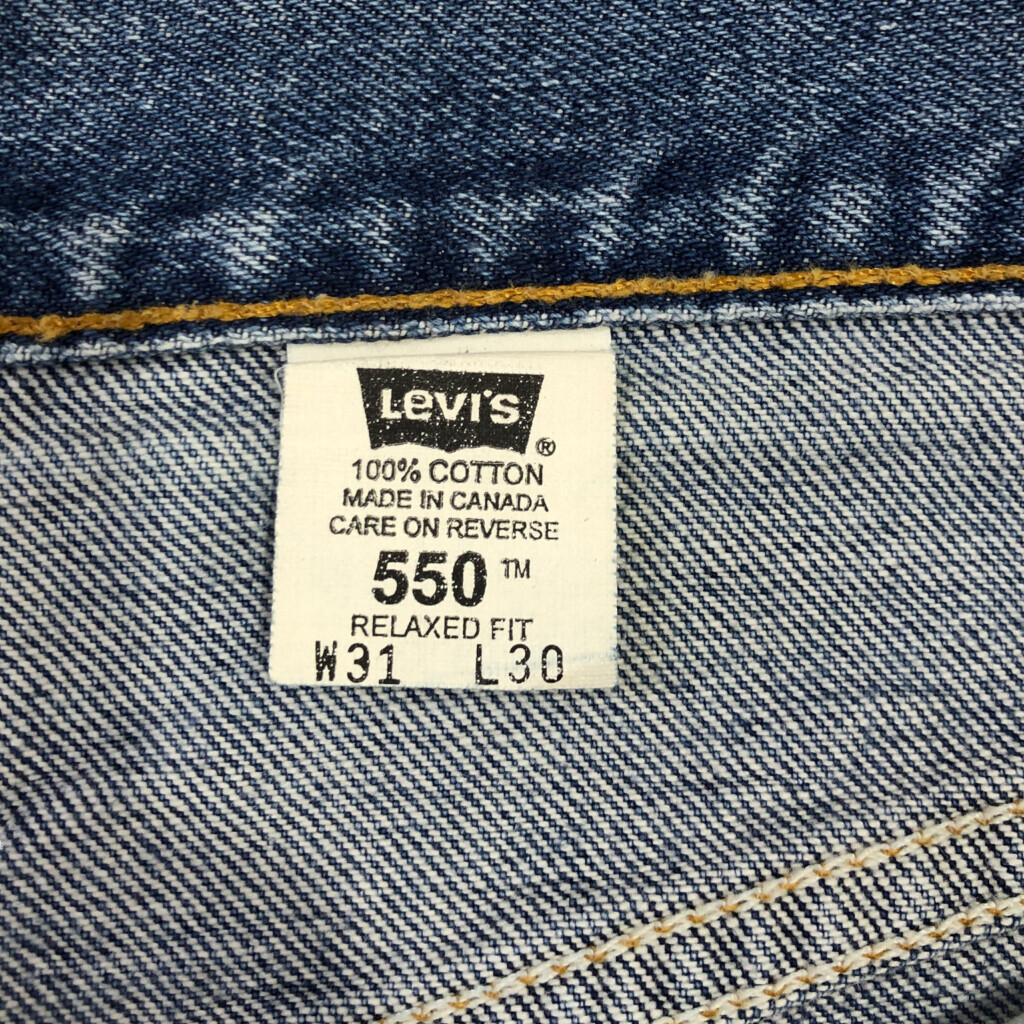 Levi's ®
100% COTTON
MADE IN CANADA
CARE ON REVERSE
550 ™
RELAXED FIT
W31 L30